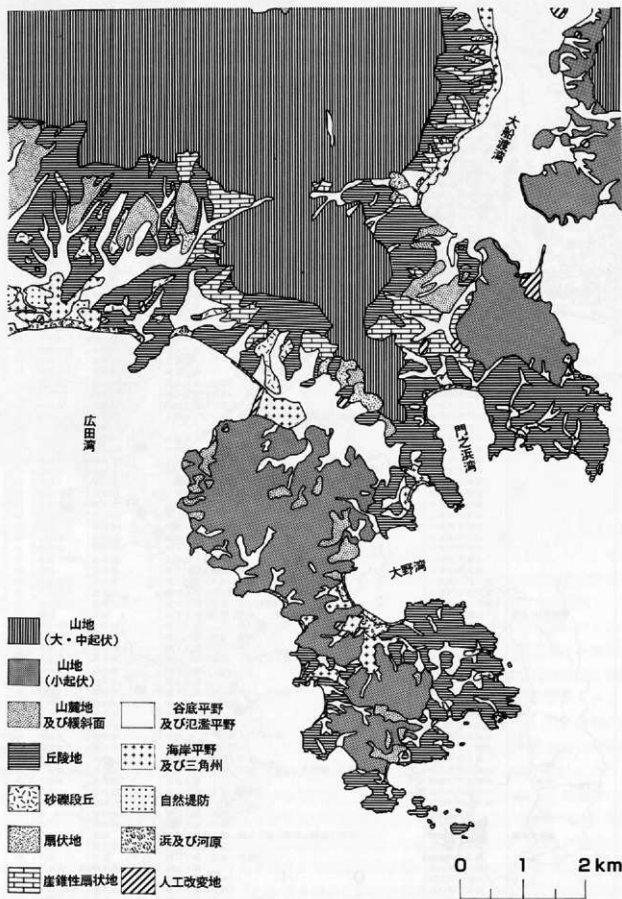 大船渡湾
広田湾
門之浜湾
大野湾
山地
(大・中起伏)
山地
(小起伏)
山麓地
及び緩斜面
丘陵地
砂礫段丘
扇状地
崖錐性扇状地
谷底平野
及び氾濫平野
海岸平野
及び三角州
自然堤防
浜及び河原
人工改変地
0 1 2km